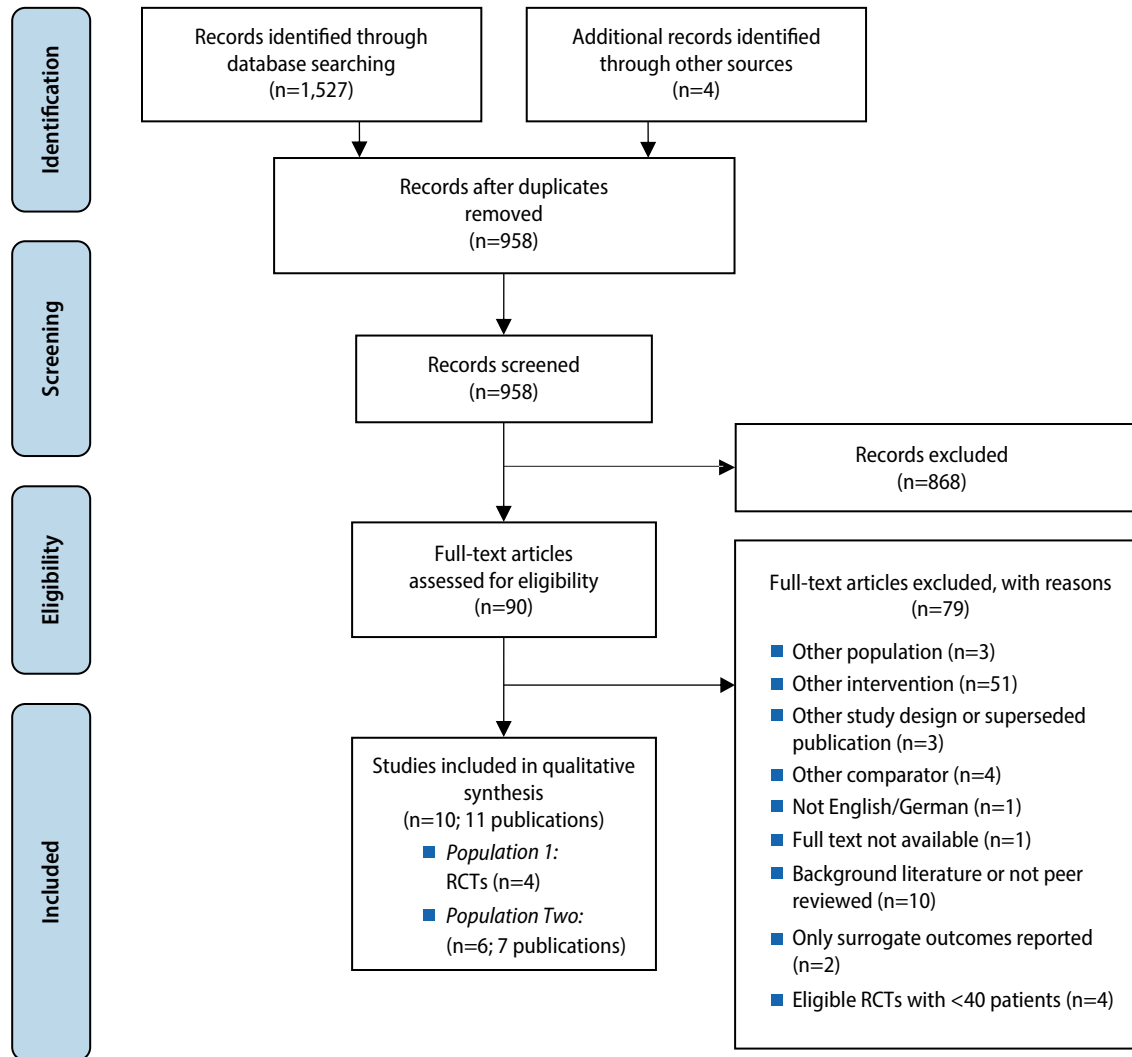 Identification
Records identified through
database searching
(n=1,527)
Additional records identified
through other sources
(n=4)
Records after duplicates
removed
(n=958)
Screening
Records screened
(n=958)
Records excluded
(n=868)
Eligibility
Full-text articles
assessed for eligibility
(n=90)
Full-text articles excluded, with reasons
(n=79)
Other population (n=3)
Other intervention (n=51)
Other study design or superseded
publication (n=3)
Other comparator (n=4)
Not English/German (n=1)
Full text not available (n=1)
Background literature or not peer
reviewed (n=10)
Only surrogate outcomes reported
(n=2)
Eligible RCTs with <40 patients (n=4)
Included
Studies included in qualitative
synthesis
(n=10; 11 publications)
Population 1:
RCTs (n=4)
Population Two:
(n=6; 7 publications)